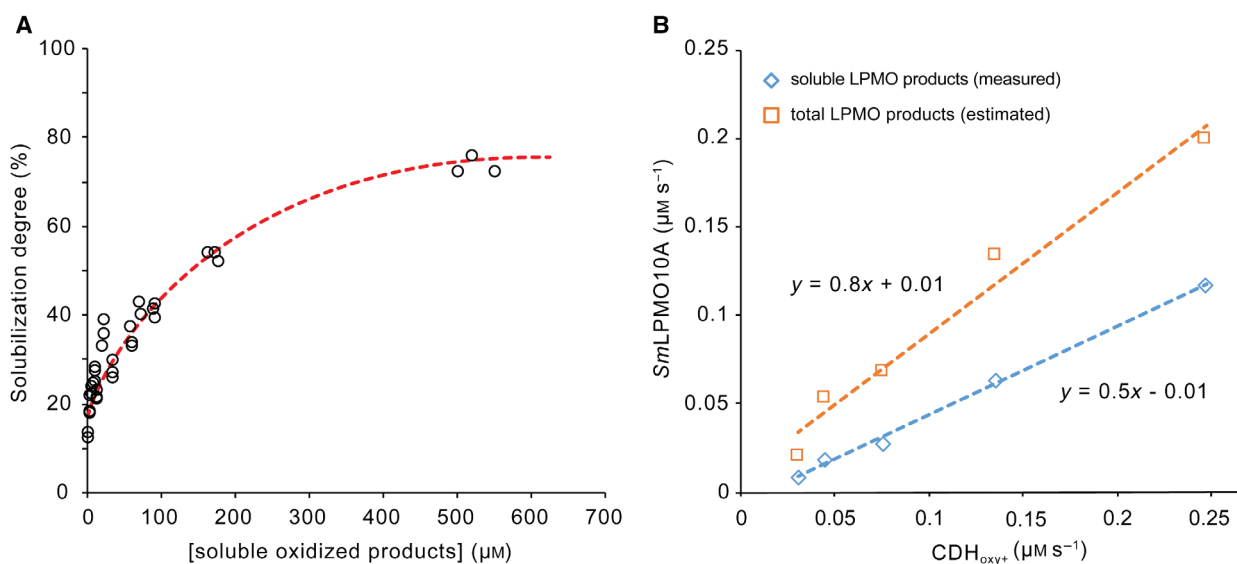 A
Solubilization degree (%)
100
80
60
40
20
0
0 100 200 300 400 500 600 700
[soluble oxidized products] (μM)
B
SmLPMO10A (μM s⁻¹)
0.25
0.2
0.15
0.1
0.05
0
soluble LPMO products (measured)
total LPMO products (estimated)
y = 0.8x + 0.01
y = 0.5x - 0.01
0 0.05 0.1 0.15 0.2 0.25
CDHoxy+ (μM s⁻¹)